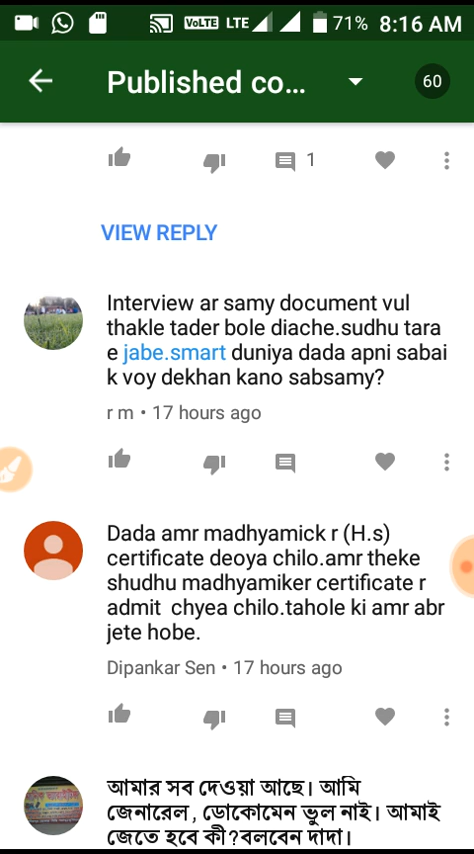 VoLTE LTE 71% 8:16 AM
Published co...
60
1
VIEW REPLY
Interview ar samy document vul
thakle tader bole diache.sudhu tara
e jabe.smart duniya dada apni sabai
k voy dekhan kano sabsamy?
r m • 17 hours ago
Dada amr madhyamick r (H.s)
certificate deoya chilo.amr theke
shudhu madhyamiker certificate r
admit chyea chilo.tahole ki amr abr
jete hobe.
Dipankar Sen • 17 hours ago
আমার সব দেওয়া আছে। আমি
জেনারেল, ডোকোমেন ভুল নাই। আমাই
জেতে হবে কী?বলবেন দাদা।